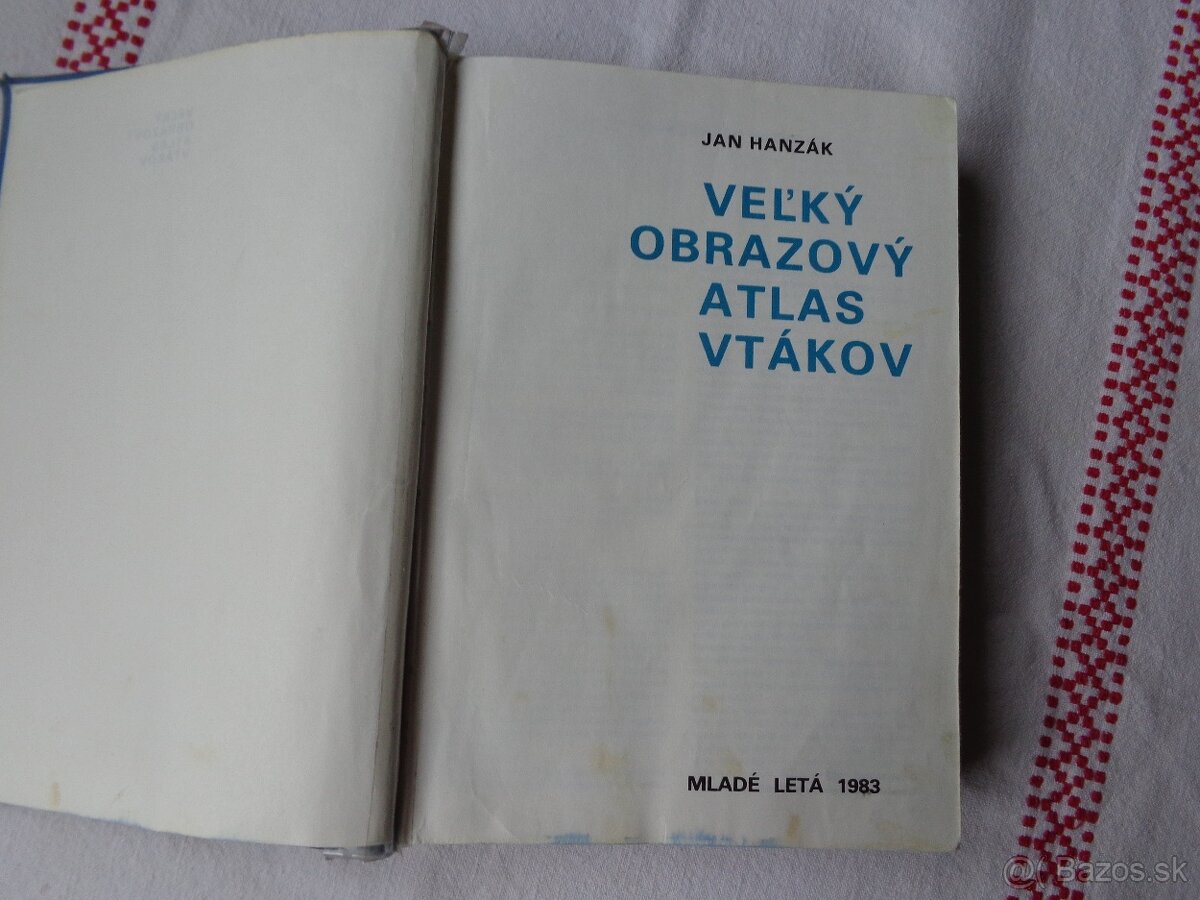 JAN HANZÁK
VEĽKÝ
OBRAZOVÝ
ATLAS
VTÁKOV
MLADÉ LETÁ 1983
Bazos.sk